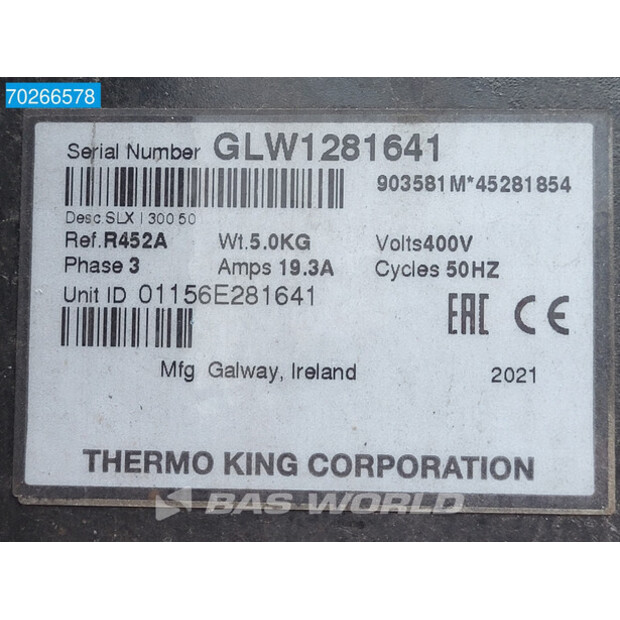 70266578
Serial Number GLW1281641
903581M*45281854
Desc.SLX I 300 50
Ref.R452A Wt.5.0KG Volts400V
Phase 3 Amps 19.3A Cycles 50HZ
Unit ID 01156E281641
EAC CE
Mfg Galway, Ireland 2021
THERMO KING CORPORATION
BAS WORLD